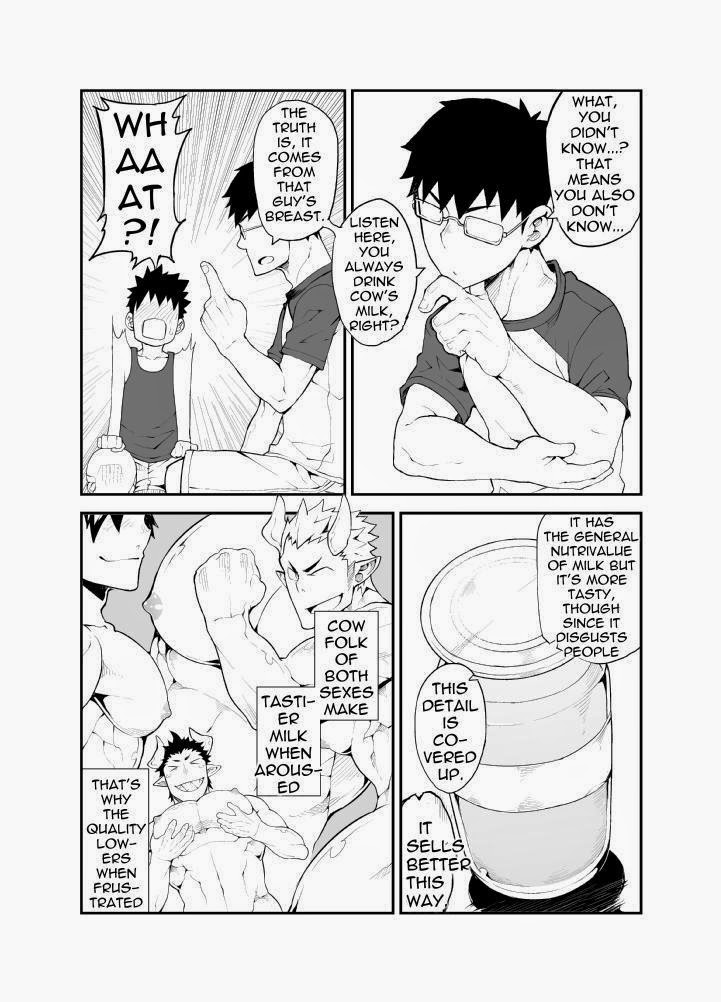 WHAT,
YOU
DIDN'T
KNOW...?
THAT
MEANS
YOU ALSO
DON'T
KNOW...
LISTEN
HERE,
YOU
ALWAYS
DRINK
COW'S
MILK,
RIGHT?
THE
TRUTH
IS, IT
COMES
FROM
THAT
GUY'S
BREAST.
WH
AA
AT
?!
IT HAS
THE GENERAL
NUTRIVALUE
OF MILK BUT
IT'S MORE
TASTY,
THOUGH
SINCE IT
DISGUSTS
PEOPLE
THIS
DETAIL
IS
CO-
VERED
UP.
IT
SELLS
BETTER
THIS
WAY.
COW
FOLK
OF
BOTH
SEXES
MAKE
TASTI-
ER
MILK
WHEN
AROUS-
ED
THAT'S
WHY
THE
QUALITY
LOW-
ERS
WHEN
FRUS-
TRATED